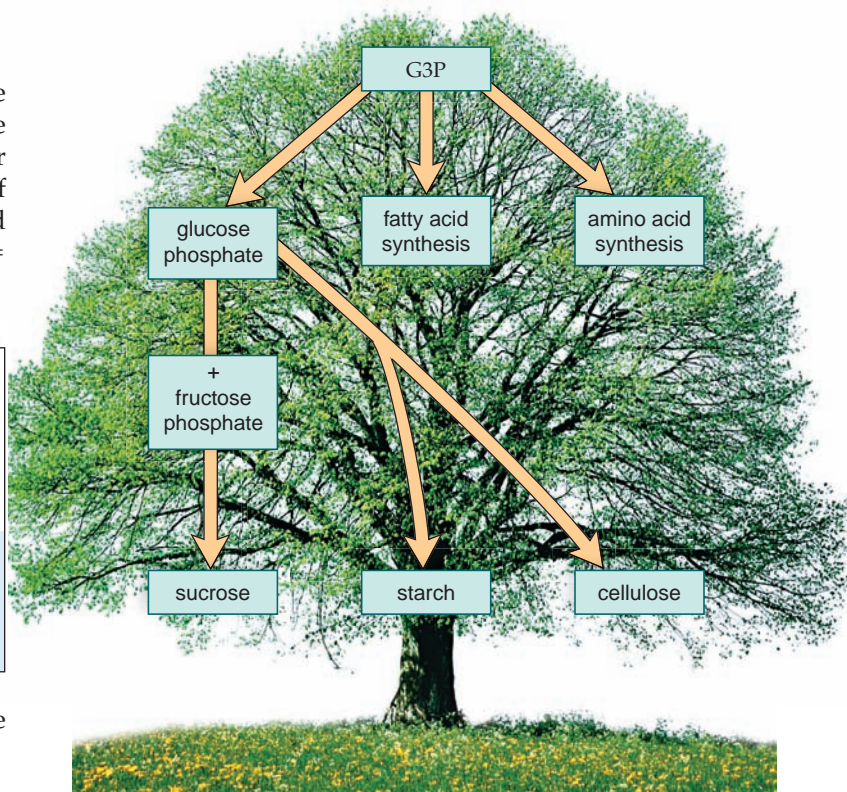 G3P
e
e
r
f
d
glucose
phosphate
fatty acid
synthesis
amino acid
synthesis
+
fructose
phosphate
sucrose
starch
cellulose
e